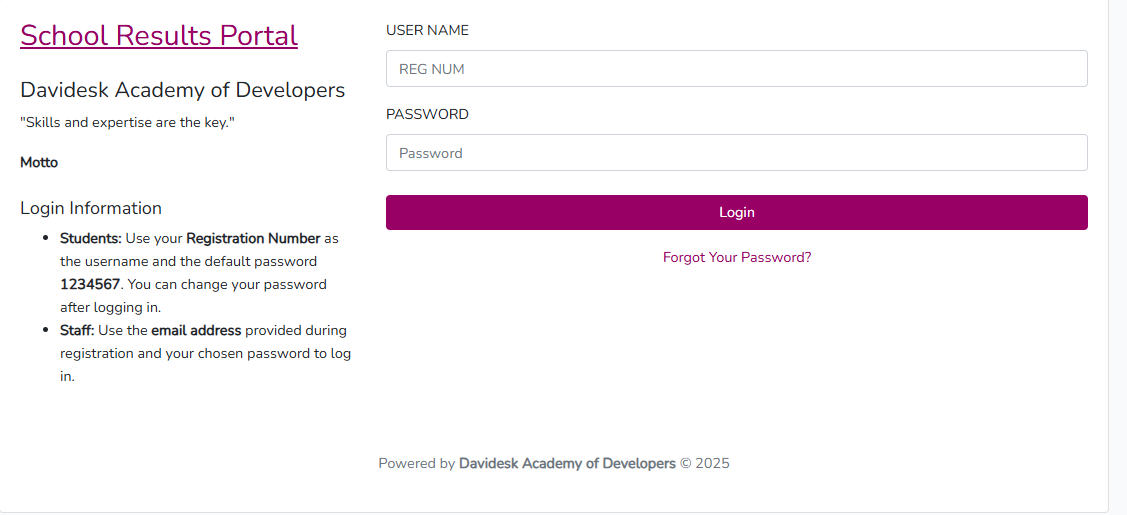 School Results Portal
Davidesk Academy of Developers
"Skills and expertise are the key."
Motto
Login Information
Students: Use your Registration Number as
the username and the default password
1234567. You can change your password
after logging in.
Staff: Use the email address provided during
registration and your chosen password to log
in.
USER NAME
REG NUM
PASSWORD
Password
Login
Forgot Your Password?
Powered by Davidesk Academy of Developers © 2025